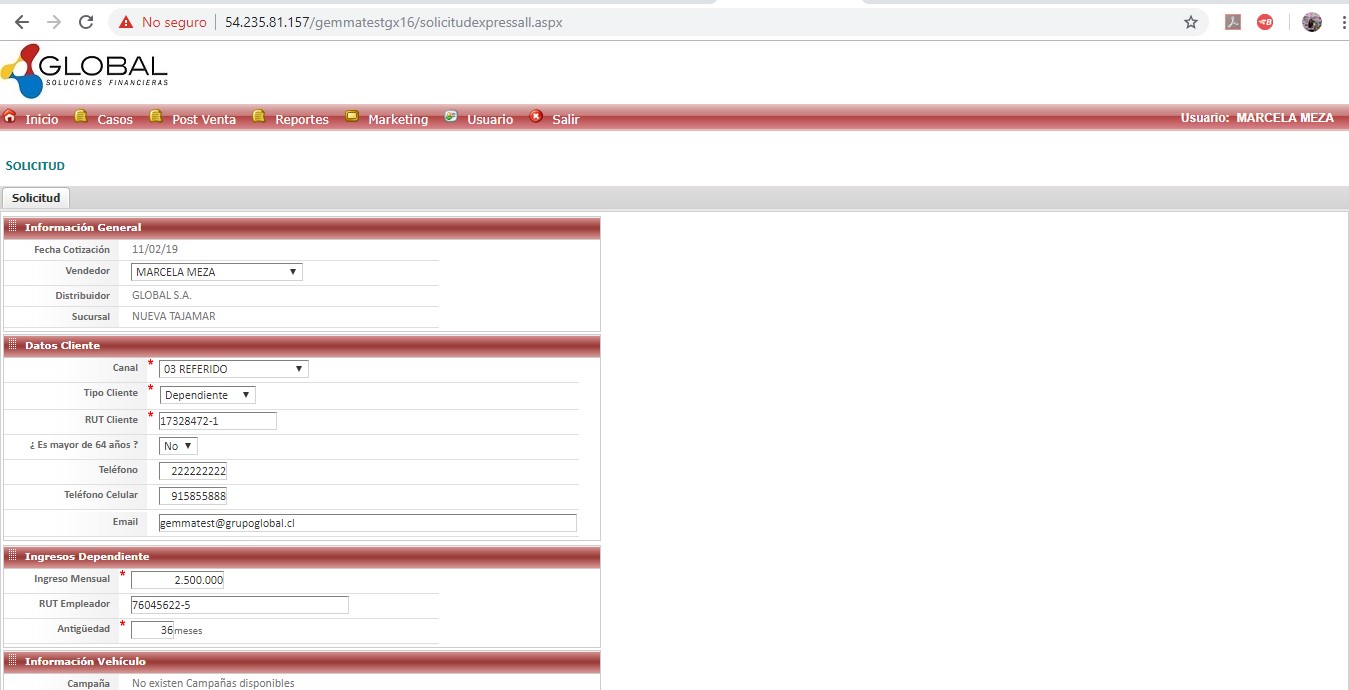 No seguro | 54.235.81.157/gemmatestgx16/solicitudexpressall.aspx
GLOBAL
SOLUCIONES FINANCIERAS
Inicio Casos Post Venta Reportes Marketing Usuario Salir Usuario: MARCELA MEZA
SOLICITUD
Solicitud
Información General
Fecha Cotización 11/02/19
Vendedor MARCELA MEZA
Distribuidor GLOBAL S.A.
Sucursal NUEVA TAJAMAR
Datos Cliente
Canal * 03 REFERIDO
Tipo Cliente * Dependiente
RUT Cliente * 17328472-1
¿ Es mayor de 64 años ? No
Teléfono 222222222
Teléfono Celular 915855888
Email gemmatest@grupoglobal.cl
Ingresos Dependiente
Ingreso Mensual * 2.500.000
RUT Empleador 76045622-5
Antigüedad * 36 meses
Información Vehículo
Campaña No existen Campañas disponibles